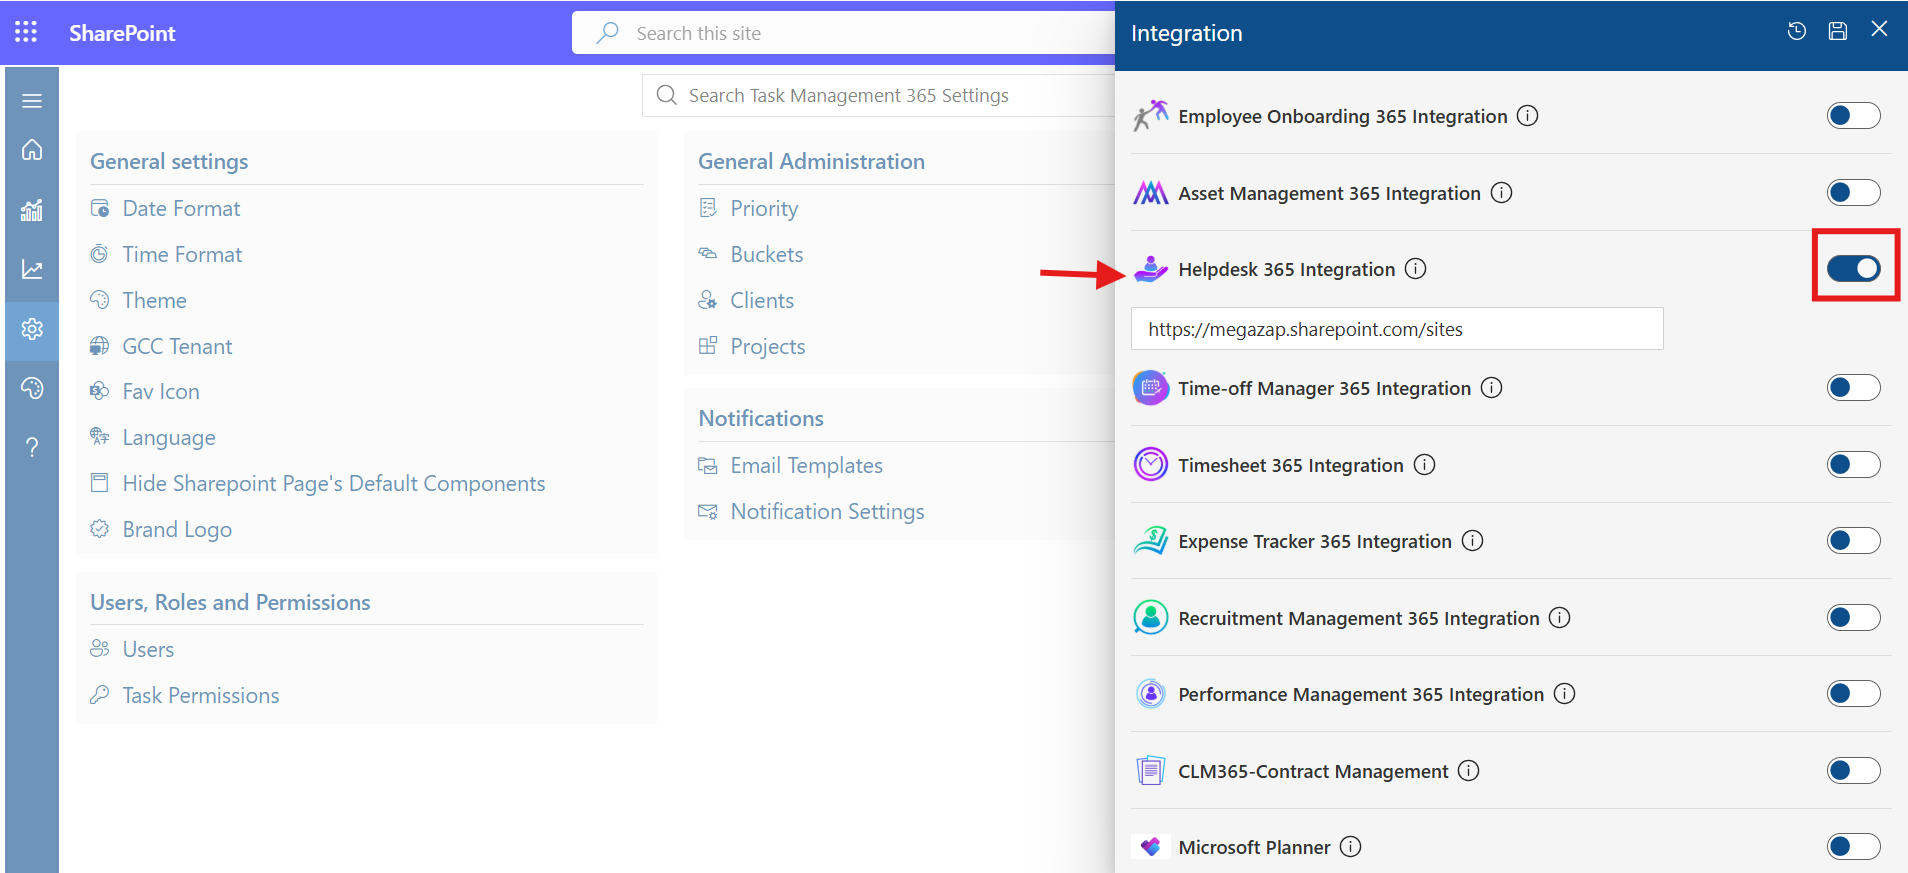 SharePoint
Search this site
Search Task Management 365 Settings
General settings
Date Format
Time Format
Theme
GCC Tenant
Fav Icon
Language
Hide Sharepoint Page's Default Components
Brand Logo
Users, Roles and Permissions
Users
Task Permissions
General Administration
Priority
Buckets
Clients
Projects
Notifications
Email Templates
Notification Settings
Integration
Employee Onboarding 365 Integration
Asset Management 365 Integration
Helpdesk 365 Integration
https://megazap.sharepoint.com/sites
Time-off Manager 365 Integration
Timesheet 365 Integration
Expense Tracker 365 Integration
Recruitment Management 365 Integration
Performance Management 365 Integration
CLM365-Contract Management
Microsoft Planner